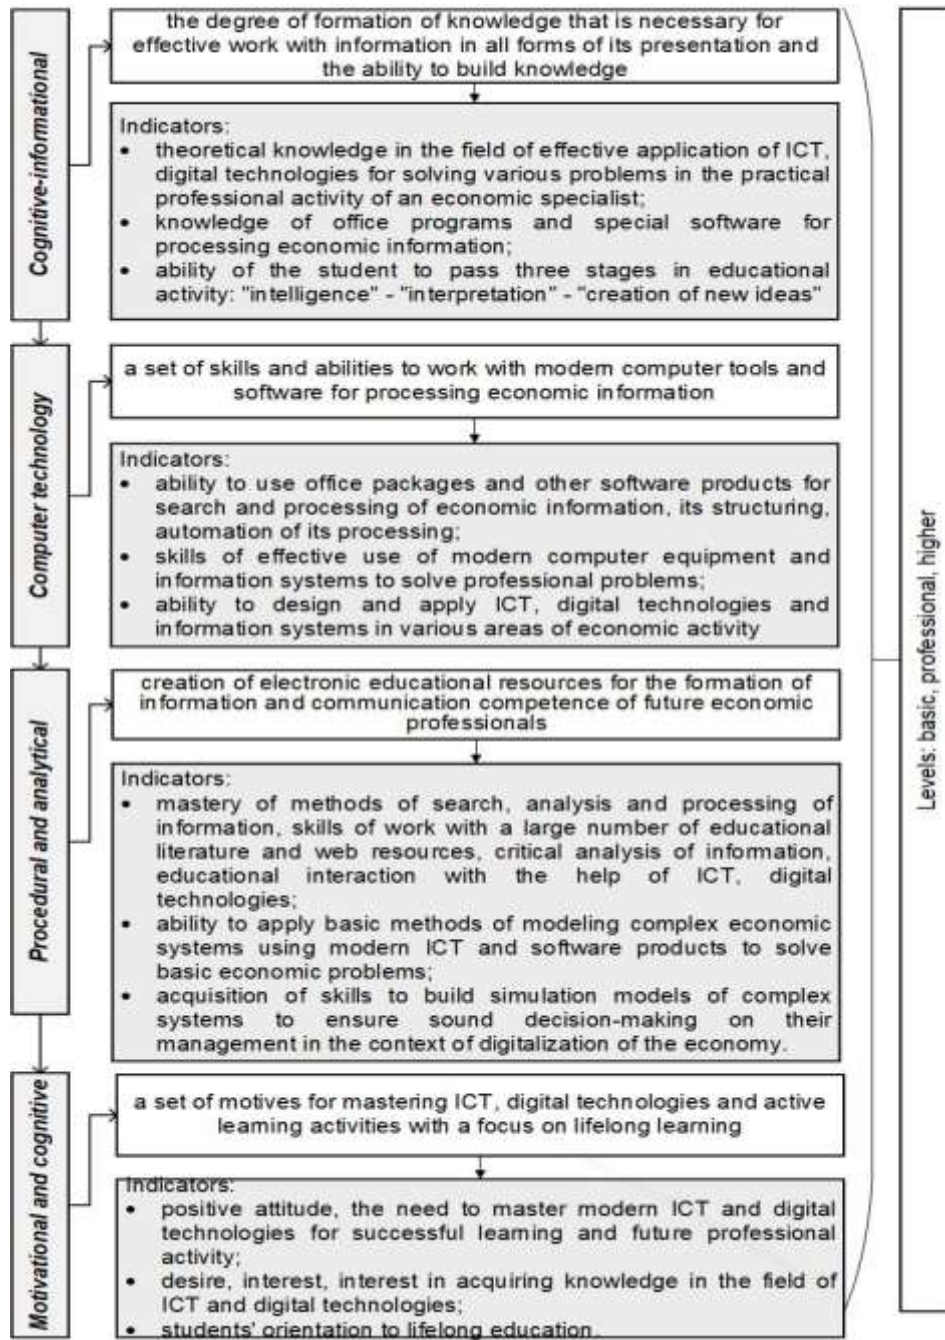 Cognitive-informational
the degree of formation of knowledge that is necessary for
effective work with information in all forms of its presentation and
the ability to build knowledge
Indicators:
• theoretical knowledge in the field of effective application of ICT,
digital technologies for solving various problems in the practical
professional activity of an economic specialist;
• knowledge of office programs and special software for
processing economic information;
• ability of the student to pass three stages in educational
activity: "intelligence" - "interpretation" - "creation of new ideas"
Computer technology
a set of skills and abilities to work with modern computer tools and
software for processing economic information
Indicators:
• ability to use office packages and other software products for
search and processing of economic information, its structuring,
automation of its processing;
• skills of effective use of modern computer equipment and
information systems to solve professional problems;
• ability to design and apply ICT, digital technologies and
information systems in various areas of economic activity
Procedural and analytical
creation of electronic educational resources for the formation of
information and communication competence of future economic
professionals
Indicators:
• mastery of methods of search, analysis and processing of
information, skills of work with a large number of educational
literature and web resources, critical analysis of information,
educational interaction with the help of ICT, digital
technologies;
• ability to apply basic methods of modeling complex economic
systems using modern ICT and software products to solve
basic economic problems;
• acquisition of skills to build simulation models of complex
systems to ensure sound decision-making on their
management in the context of digitalization of the economy.
Motivational and cognitive
a set of motives for mastering ICT, digital technologies and active
learning activities with a focus on lifelong learning
Indicators:
• positive attitude, the need to master modern ICT and digital
technologies for successful learning and future professional
activity;
• desire, interest, interest in acquiring knowledge in the field of
ICT and digital technologies;
• students' orientation to lifelong education.
Levels: basic, professional, higher